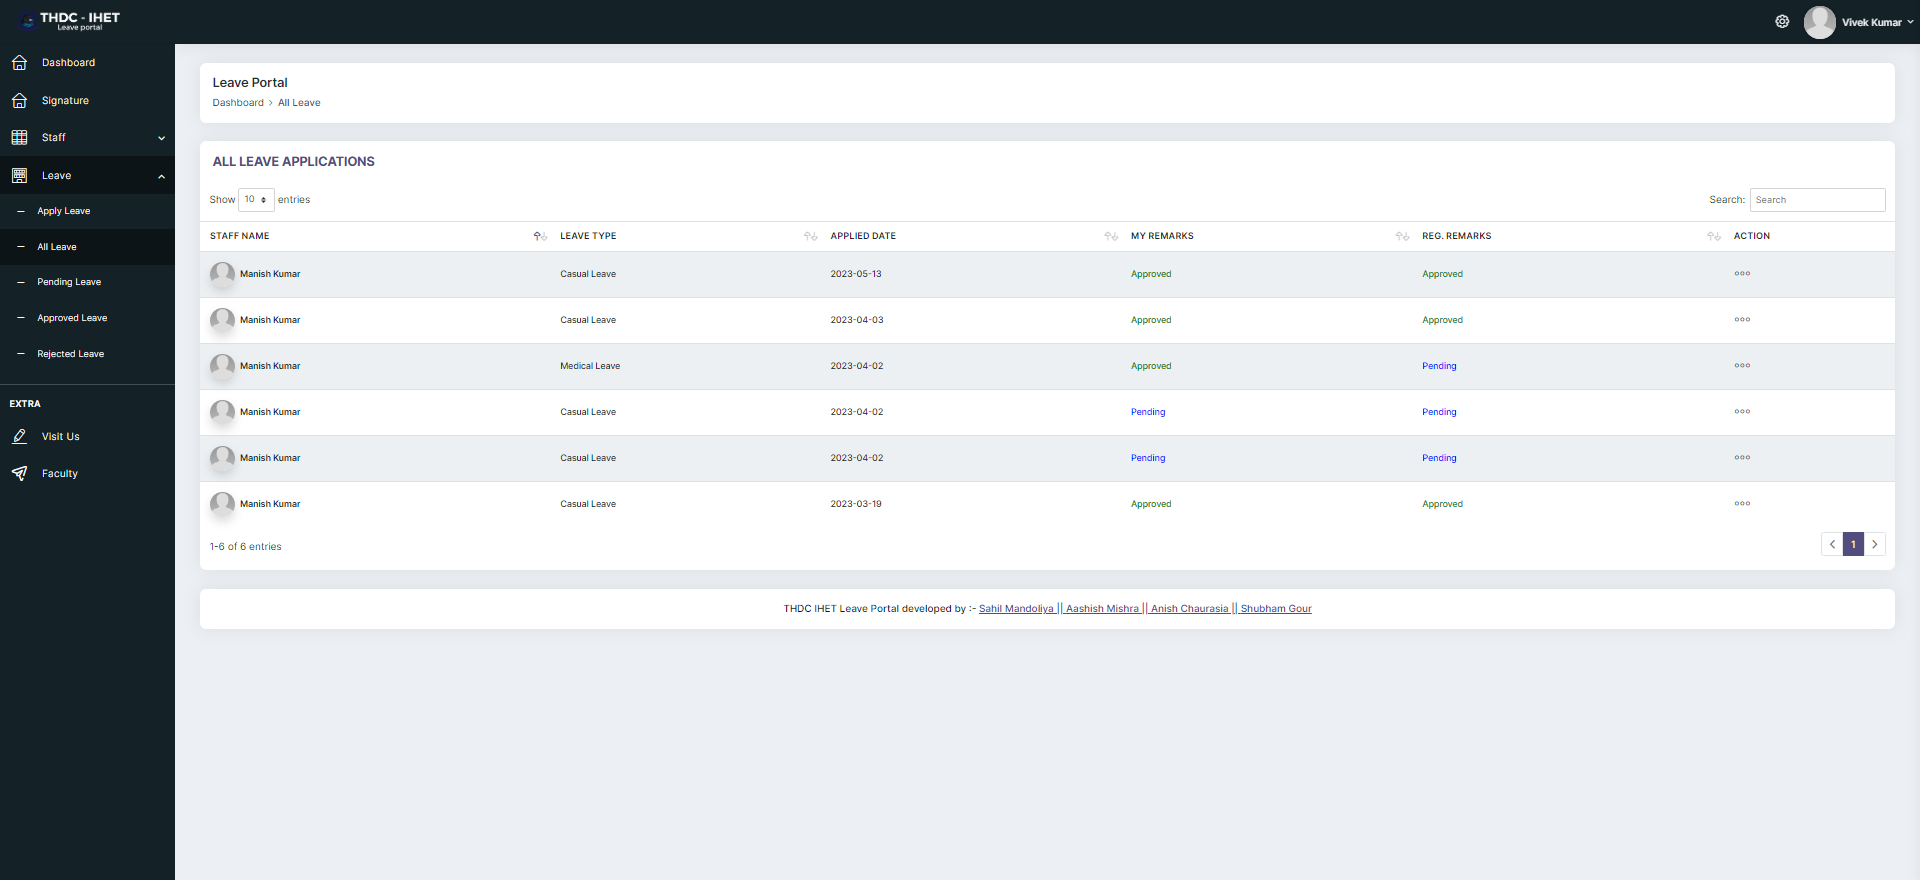 THDC - IHET
Leave portal
Vivek Kumar
Dashboard
Signature
Staff
Leave
Apply Leave
All Leave
Pending Leave
Approved Leave
Rejected Leave
EXTRA
Visit Us
Faculty
Leave Portal
Dashboard > All Leave
ALL LEAVE APPLICATIONS
Show 10 entries
Search: Search
STAFF NAME LEAVE TYPE APPLIED DATE MY REMARKS REG. REMARKS ACTION
Manish Kumar Casual Leave 2023-05-13 Approved Approved
Manish Kumar Casual Leave 2023-04-03 Approved Approved
Manish Kumar Medical Leave 2023-04-02 Approved Pending
Manish Kumar Casual Leave 2023-04-02 Pending Pending
Manish Kumar Casual Leave 2023-04-02 Pending Pending
Manish Kumar Casual Leave 2023-03-19 Approved Approved
1-6 of 6 entries
1
THDC IHET Leave Portal developed by :- Sahil Mandoliya || Aashish Mishra || Anish Chaurasia || Shubham Gour